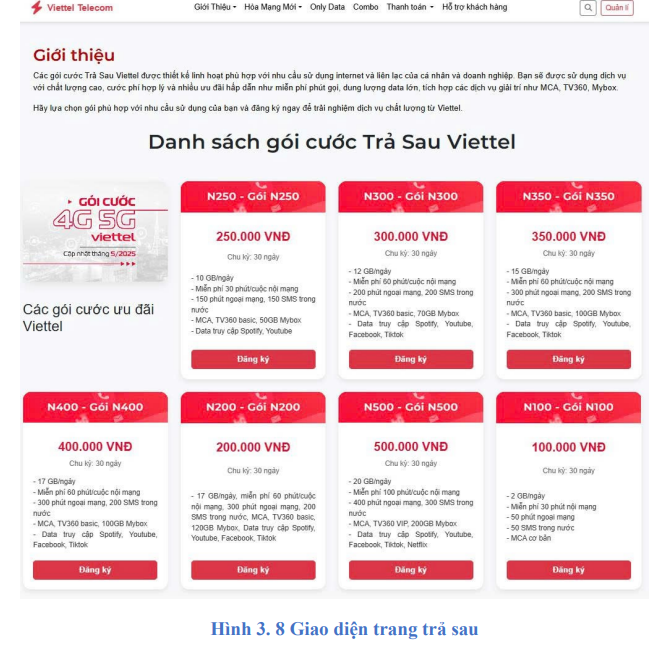 Viettel Telecom
Giới Thiệu
Hóa Mạng Mới
Only Data
Combo
Thanh toán
Hỗ trợ khách hàng
Quản lí
Giới thiệu
Các gói cước Trả Sau Viettel được thiết kế linh hoạt phù hợp với nhu cầu sử dụng internet và liên lạc của cá nhân và doanh nghiệp. Bạn sẽ được sử dụng dịch vụ
với chất lượng cao, cước phí hợp lý và nhiều ưu đãi hấp dẫn như miễn phí phút gọi, dung lượng data lớn, tích hợp các dịch vụ giải trí như MCA, TV360, Mybox.
Hãy lựa chọn gói phù hợp với nhu cầu sử dụng của bạn và đăng ký ngay để trải nghiệm dịch vụ chất lượng từ Viettel.
Danh sách gói cước Trả Sau Viettel
GÓI CƯỚC
4G 5G
viettel
Cập nhật tháng 5/2025
Các gói cước ưu đãi
Viettel
N250 - Gói N250
250.000 VNĐ
Chu kỳ: 30 ngày
- 10 GB/ngày
- Miễn phí 30 phút/cuộc nội mạng
- 150 phút ngoại mạng, 150 SMS trong
nước
- MCA, TV360 basic, 50GB Mybox
- Data truy cập Spotify, Youtube
Đăng ký
N300 - Gói N300
300.000 VNĐ
Chu kỳ: 30 ngày
- 12 GB/ngày
- Miễn phí 60 phút/cuộc nội mạng
- 200 phút ngoại mạng, 200 SMS trong
nước
- MCA, TV360 basic, 70GB Mybox
- Data truy cập Spotify, Youtube,
Facebook, Tiktok
Đăng ký
N350 - Gói N350
350.000 VNĐ
Chu kỳ: 30 ngày
- 15 GB/ngày
- Miễn phí 60 phút/cuộc nội mạng
- 300 phút ngoại mạng, 200 SMS trong
nước
- MCA, TV360 basic, 100GB Mybox
- Data truy cập Spotify, Youtube,
Facebook, Tiktok
Đăng ký
N400 - Gói N400
400.000 VNĐ
Chu kỳ: 30 ngày
- 17 GB/ngày
- Miễn phí 60 phút/cuộc nội mạng
- 300 phút ngoại mạng, 200 SMS trong
nước
- MCA, TV360 basic, 100GB Mybox
- Data truy cập Spotify, Youtube,
Facebook, Tiktok
Đăng ký
N200 - Gói N200
200.000 VNĐ
Chu kỳ: 30 ngày
- 17 GB/ngày, miễn phí 60 phút/cuộc
nội mạng, 300 phút ngoại mạng, 200
SMS trong nước, MCA, TV360 basic,
120GB Mybox, Data truy cập Spotify,
Youtube, Facebook, Tiktok
Đăng ký
N500 - Gói N500
500.000 VNĐ
Chu kỳ: 30 ngày
- 20 GB/ngày
- Miễn phí 100 phút/cuộc nội mạng
- 400 phút ngoại mạng, 300 SMS trong
nước
- MCA, TV360 VIP, 200GB Mybox
- Data truy cập Spotify, Youtube,
Facebook, Tiktok, Netflix
Đăng ký
N100 - Gói N100
100.000 VNĐ
Chu kỳ: 30 ngày
- 2 GB/ngày
- Miễn phí 30 phút nội mạng
- 50 phút ngoại mạng
- 50 SMS trong nước
- MCA cơ bản
Đăng ký
Hình 3. 8 Giao diện trang trả sau